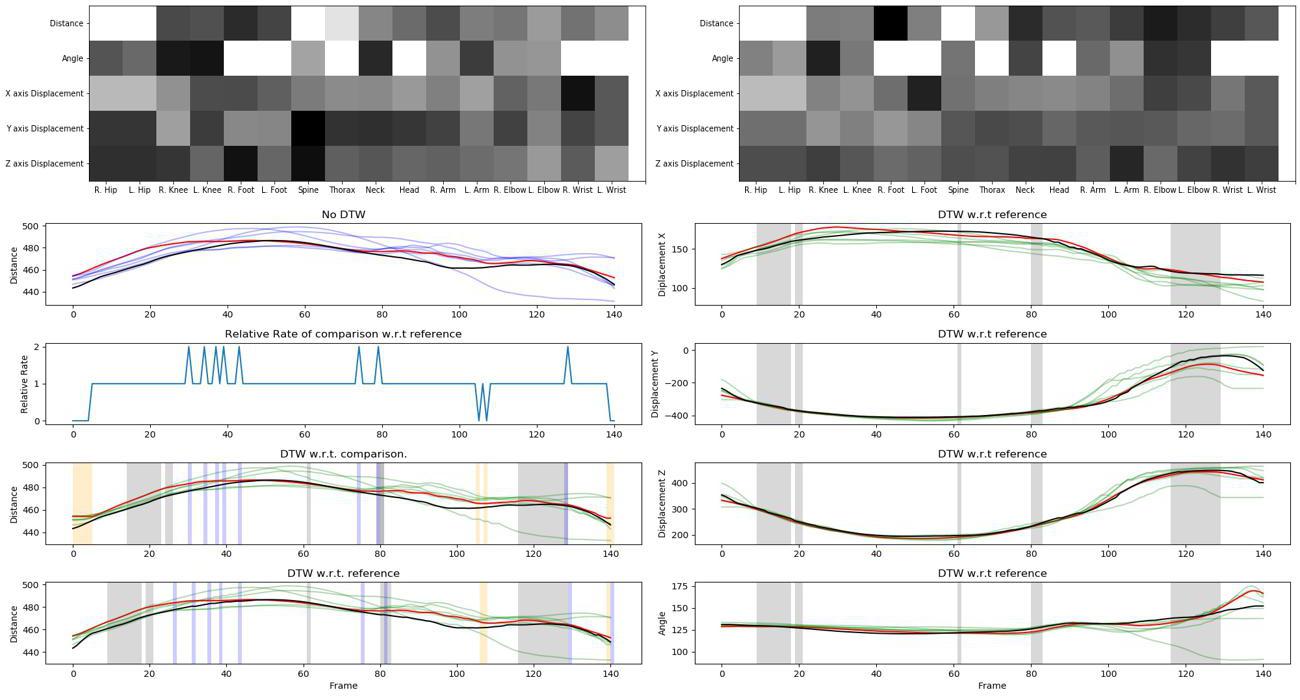 Distance
Angle
X axis Displacement
Y axis Displacement
Z axis Displacement
R. Hip L. Hip R. Knee L. Knee R. Foot L. Foot Spine Thorax Neck Head R. Arm L. Arm R. Elbow L. Elbow R. Wrist L. Wrist
Distance
Angle
X axis Displacement
Y axis Displacement
Z axis Displacement
R. Hip L. Hip R. Knee L. Knee R. Foot L. Foot Spine Thorax Neck Head R. Arm L. Arm R. Elbow L. Elbow R. Wrist L. Wrist
No DTW
Distance
500
480
460
440
0 20 40 60 80 100 120 140
DTW w.r.t reference
Diplacement X
150
100
0 20 40 60 80 100 120 140
Relative Rate of comparison w.r.t reference
Relative Rate
2
1
0
0 20 40 60 80 100 120 140
DTW w.r.t reference
Displacement Y
0
−200
−400
0 20 40 60 80 100 120 140
DTW w.r.t. comparison.
Distance
500
480
460
440
0 20 40 60 80 100 120 140
DTW w.r.t reference
Displacement Z
400
300
200
0 20 40 60 80 100 120 140
DTW w.r.t. reference
Distance
500
480
460
440
0 20 40 60 80 100 120 140
Frame
DTW w.r.t reference
Angle
175
150
125
100
0 20 40 60 80 100 120 140
Frame